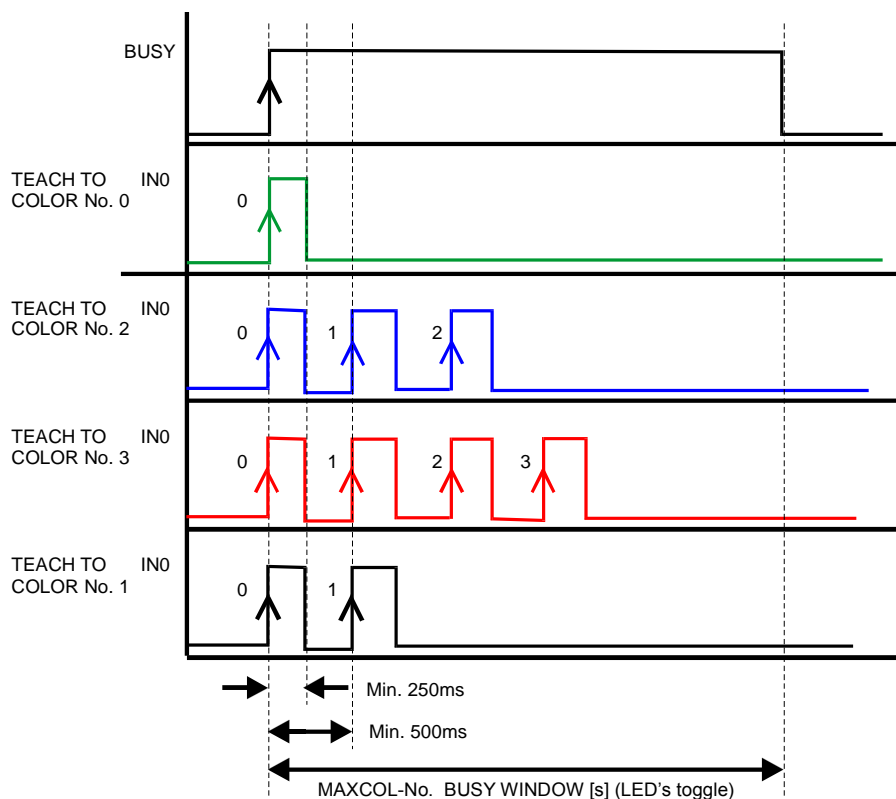 BUSY
TEACH TO IN0
COLOR No. 0
0
TEACH TO IN0
COLOR No. 2
0 1 2
TEACH TO IN0
COLOR No. 3
0 1 2 3
TEACH TO IN0
COLOR No. 1
0 1
Min. 250ms
Min. 500ms
MAXCOL-No. BUSY WINDOW [s] (LED's toggle)